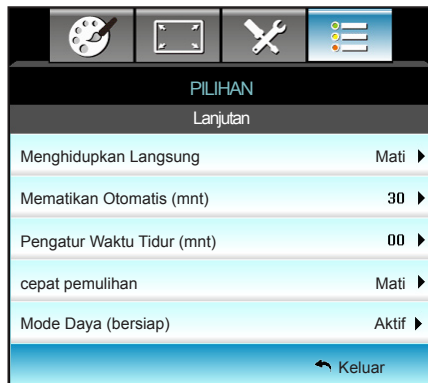 PILIHAN
Lanjutan
Menghidupkan Langsung Mati
Mematikan Otomatis (mnt) 30
Pengatur Waktu Tidur (mnt) 00
cepat pemulihan Mati
Mode Daya (bersiap) Aktif
Keluar